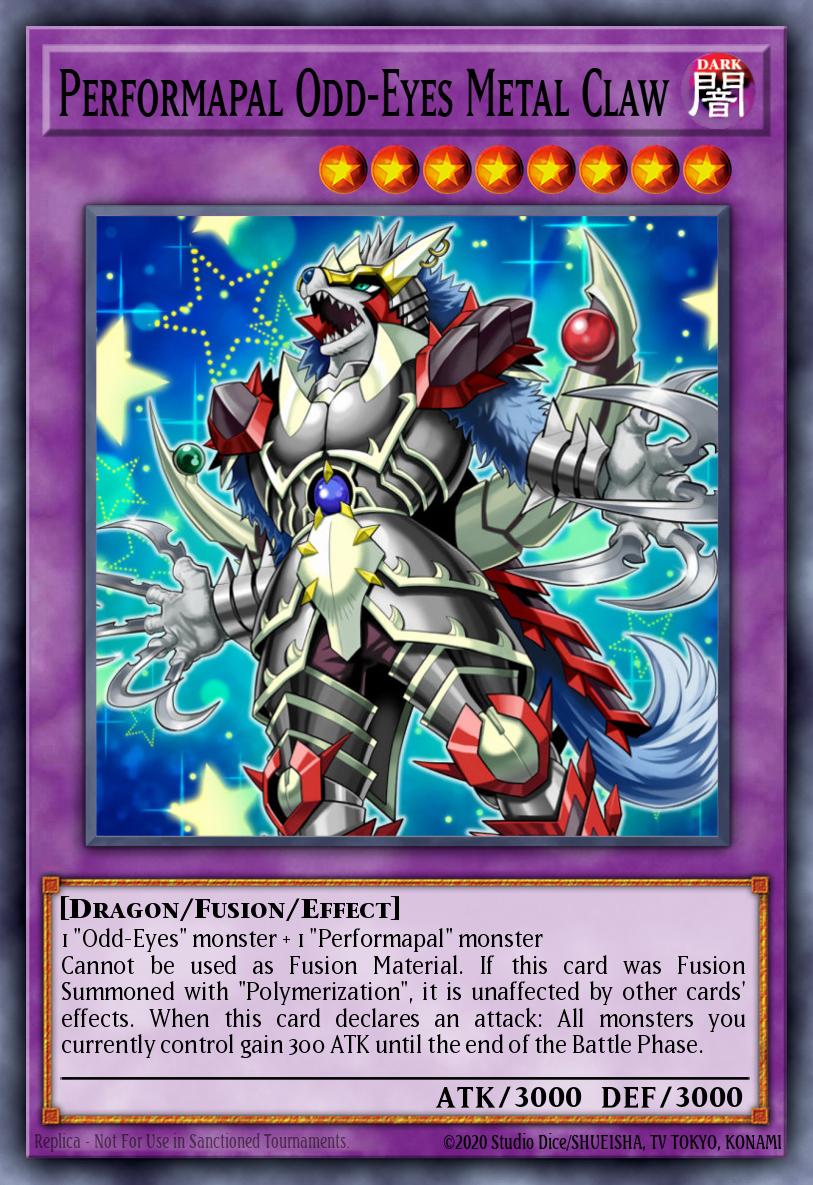 Performapal Odd-Eyes Metal Claw
DARK
闇
[Dragon/Fusion/Effect]
1 "Odd-Eyes" monster + 1 "Performapal" monster
Cannot be used as Fusion Material. If this card was Fusion
Summoned with "Polymerization", it is unaffected by other cards'
effects. When this card declares an attack: All monsters you
currently control gain 300 ATK until the end of the Battle Phase.
ATK/3000 DEF/3000
Replica - Not For Use in Sanctioned Tournaments.
©2020 Studio Dice/SHUEISHA, TV TOKYO, KONAMI